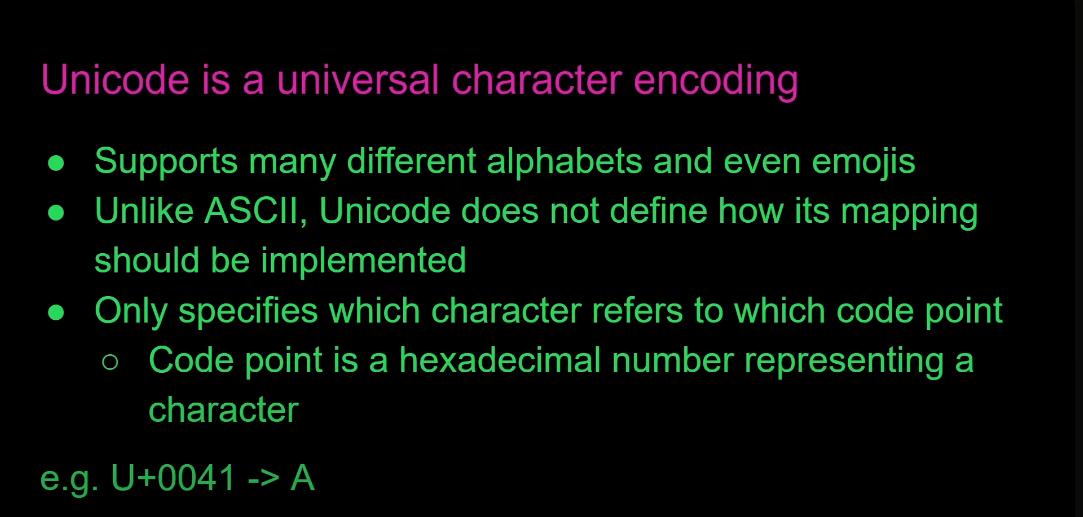 Unicode is a universal character encoding
● Supports many different alphabets and even emojis
● Unlike ASCII, Unicode does not define how its mapping
should be implemented
● Only specifies which character refers to which code point
○ Code point is a hexadecimal number representing a
character
e.g. U+0041 -> A